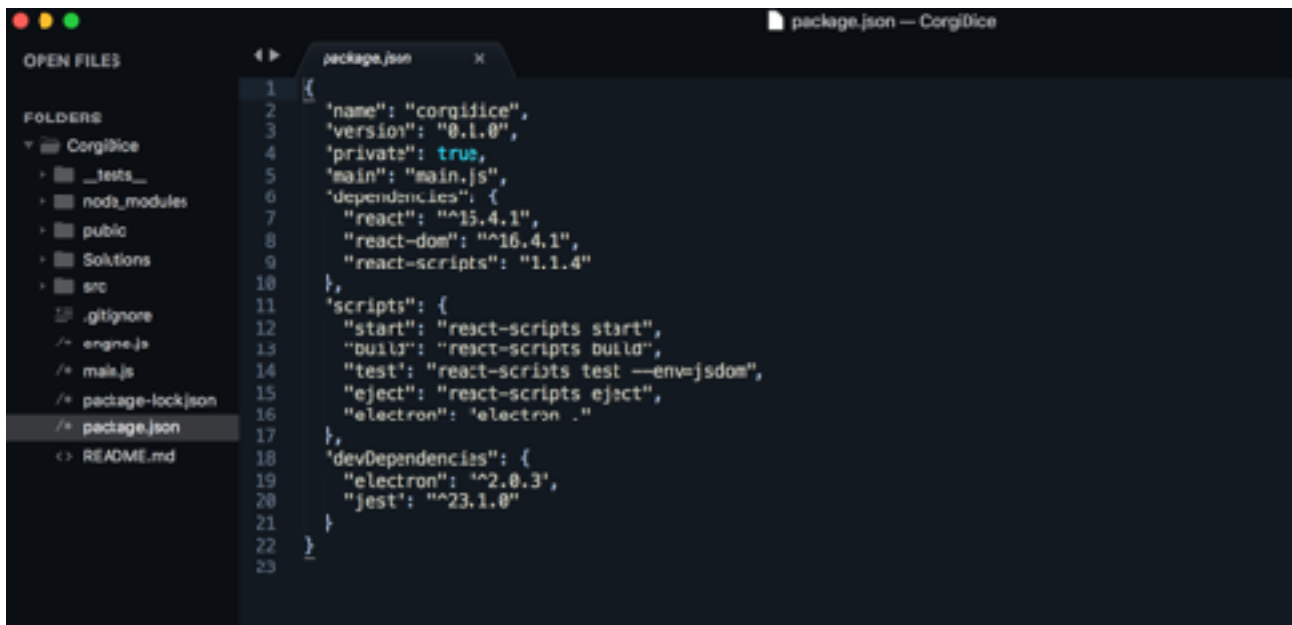 package.json — CorgiDice
OPEN FILES
FOLDERS
CorgiDice
__tests__
node_modules
public
Solutions
src
.gitignore
/* engine.js
/* main.js
/* package-lock.json
/* package.json
<> README.md
package.json ×
1 {
2 "name": "corgidice",
3 "version": "0.1.0",
4 "private": true,
5 "main": "main.js",
6 "dependencies": {
7 "react": "^16.4.1",
8 "react-dom": "^16.4.1",
9 "react-scripts": "1.1.4"
10 },
11 "scripts": {
12 "start": "react-scripts start",
13 "build": "react-scripts build",
14 "test": "react-scripts test --env=jsdom",
15 "eject": "react-scripts eject",
16 "electron": "electron ."
17 },
18 "devDependencies": {
19 "electron": "^2.0.3",
20 "jest": "^23.1.0"
21 }
22 }
23